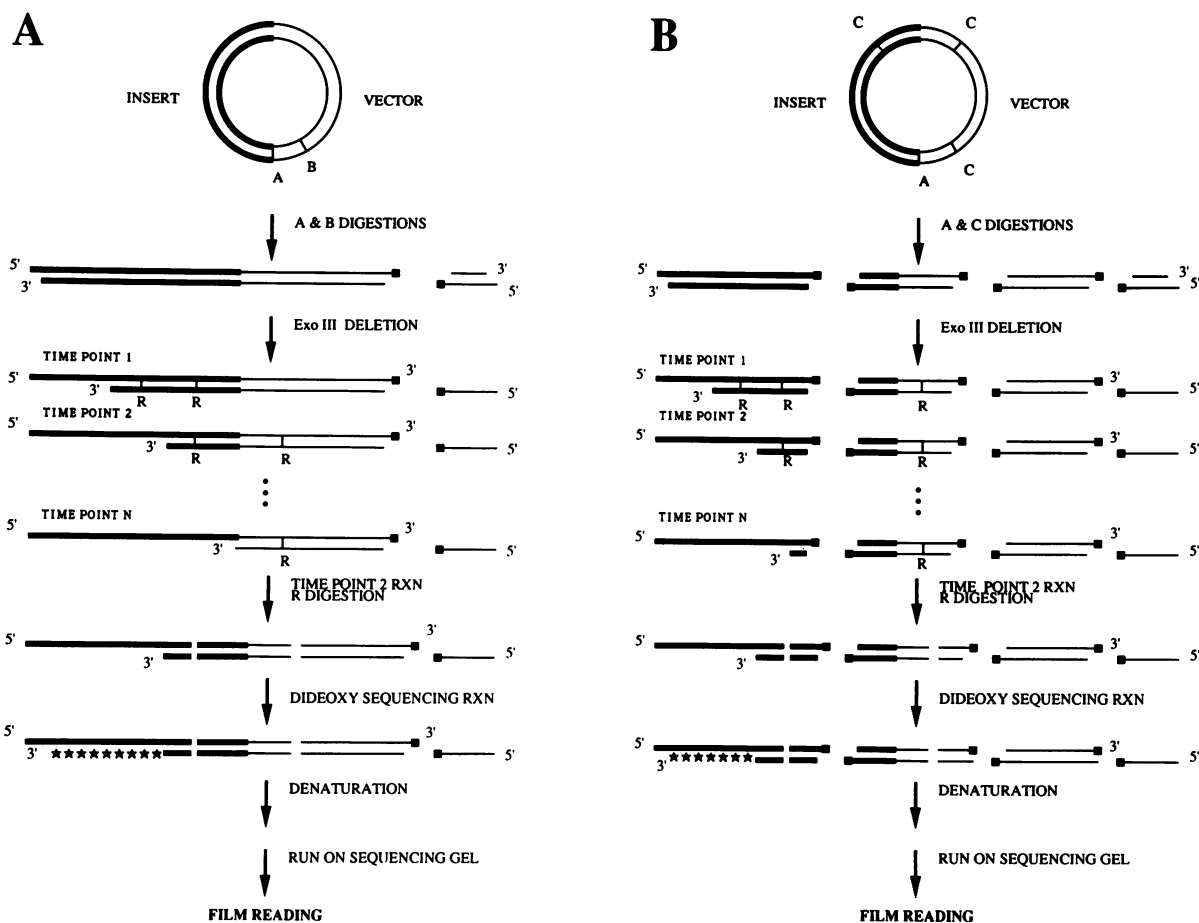 A
INSERT
VECTOR
B
A
A & B DIGESTIONS
5'
3'
3'
5'
Exo III DELETION
TIME POINT 1
5'
3'
3'
R
R
5'
TIME POINT 2
5'
3'
3'
R
R
5'
TIME POINT N
5'
3'
3'
R
5'
TIME POINT 2 RXN
R DIGESTION
5'
3'
3'
5'
DIDEOXY SEQUENCING RXN
5'
3'
3'
5'
DENATURATION
RUN ON SEQUENCING GEL
FILM READING
B
C
C
INSERT
VECTOR
C
A
A & C DIGESTIONS
5'
3'
3'
5'
Exo III DELETION
TIME POINT 1
5'
3'
3'
R
R
R
5'
TIME POINT 2
5'
3'
3'
R
R
5'
TIME POINT N
5'
3'
3'
R
5'
TIME POINT 2 RXN
R DIGESTION
5'
3'
3'
5'
DIDEOXY SEQUENCING RXN
5'
3'
3'
5'
DENATURATION
RUN ON SEQUENCING GEL
FILM READING